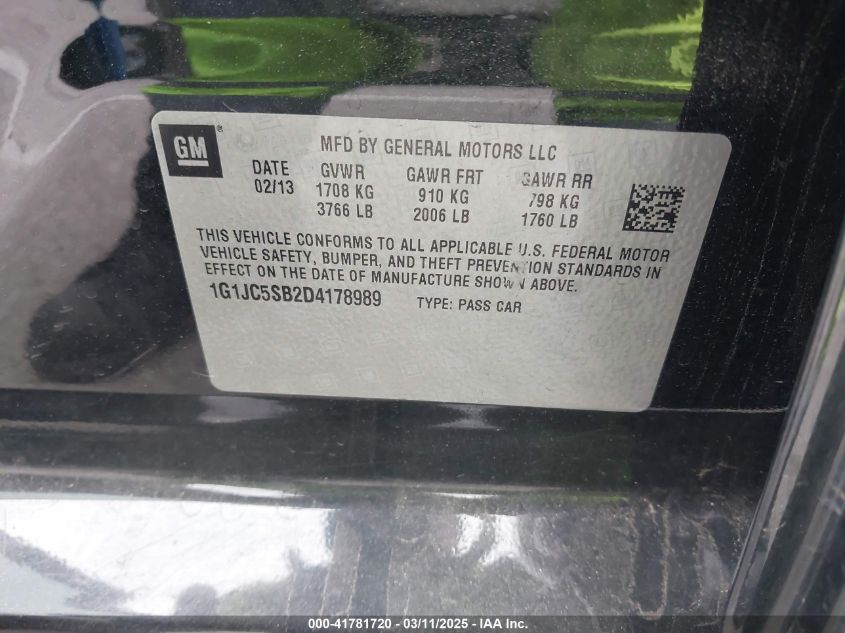 GM ®
MFD BY GENERAL MOTORS LLC
DATE GVWR GAWR FRT GAWR RR
02/13 1708 KG 910 KG 798 KG
3766 LB 2006 LB 1760 LB
THIS VEHICLE CONFORMS TO ALL APPLICABLE U.S. FEDERAL MOTOR
VEHICLE SAFETY, BUMPER, AND THEFT PREVENTION STANDARDS IN
EFFECT ON THE DATE OF MANUFACTURE SHOWN ABOVE.
1G1JC5SB2D4178989 TYPE: PASS CAR
000-41781720 — 03/11/2025 — IAA Inc.